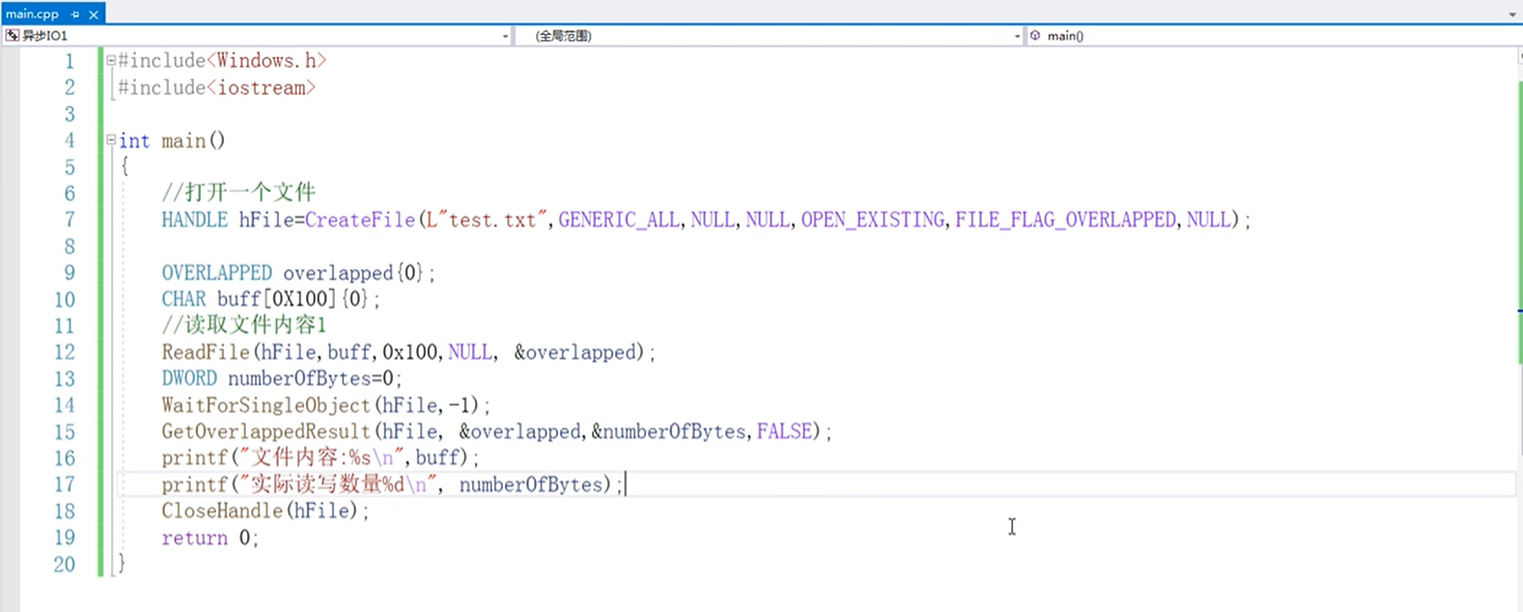 main.cpp
异步IO1 (全局范围) main()
1 #include<Windows.h>
2 #include<iostream>
3
4 int main()
5 {
6 //打开一个文件
7 HANDLE hFile=CreateFile(L"test.txt",GENERIC_ALL,NULL,NULL,OPEN_EXISTING,FILE_FLAG_OVERLAPPED,NULL);
8
9 OVERLAPPED overlapped{0};
10 CHAR buff[0X100]{0};
11 //读取文件内容1
12 ReadFile(hFile,buff,0x100,NULL, &overlapped);
13 DWORD numberOfBytes=0;
14 WaitForSingleObject(hFile,-1);
15 GetOverlappedResult(hFile, &overlapped,&numberOfBytes,FALSE);
16 printf("文件内容:%s\n",buff);
17 printf("实际读写数量%d\n", numberOfBytes);
18 CloseHandle(hFile);
19 return 0;
20 }